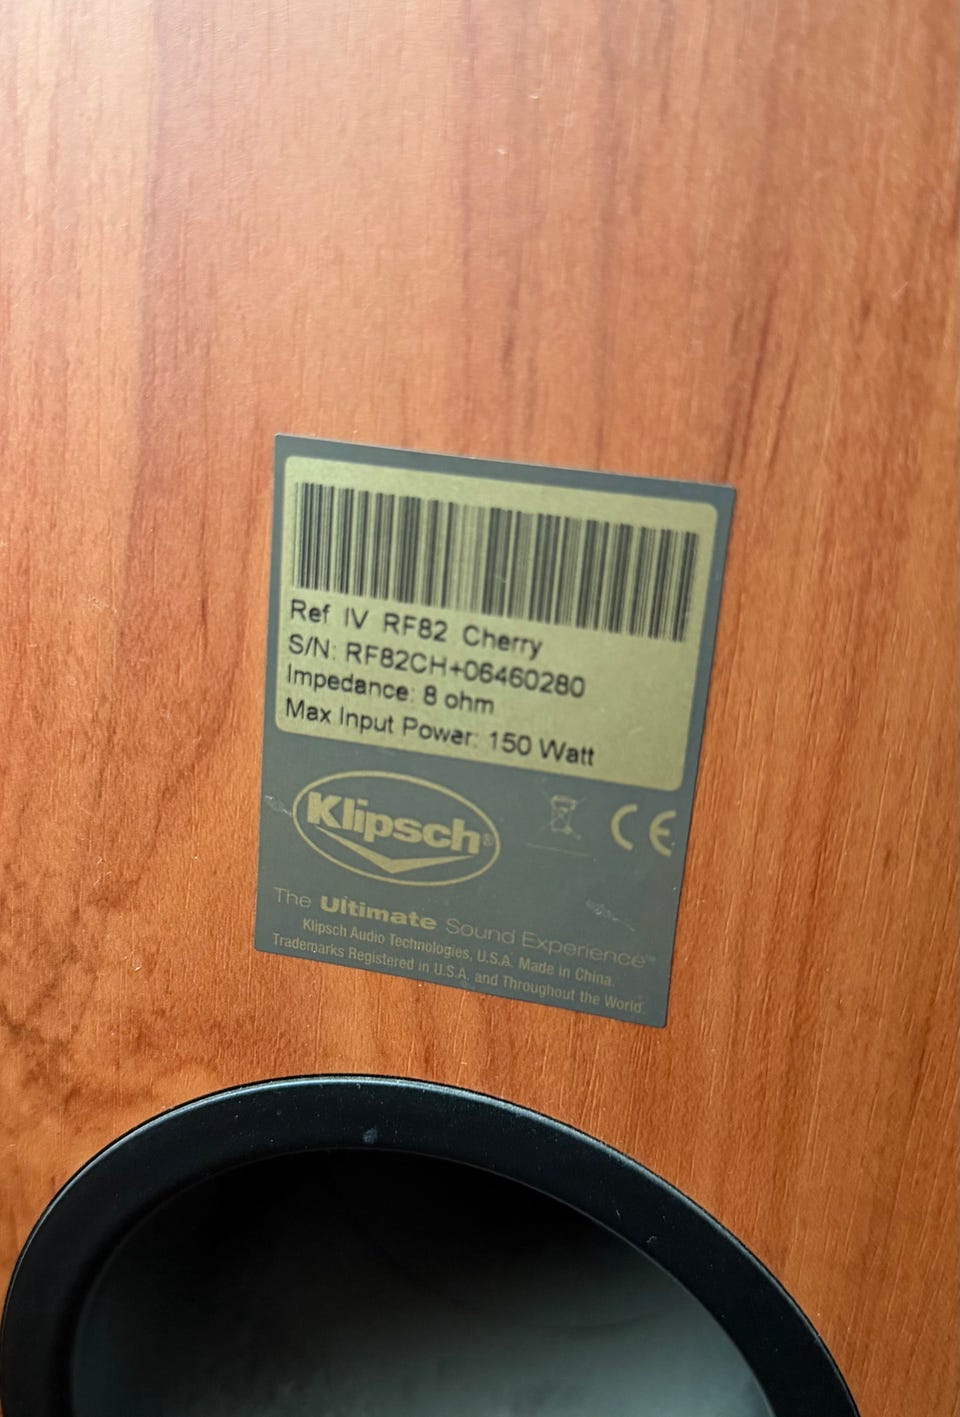 Ref IV RF82 Cherry
S/N: RF82CH+06460280
Impedance: 8 ohm
Max Input Power: 150 Watt
Klipsch®
CE
The Ultimate Sound Experience™
Klipsch Audio Technologies, U.S.A. Made in China.
Trademarks Registered in U.S.A. and Throughout the World.